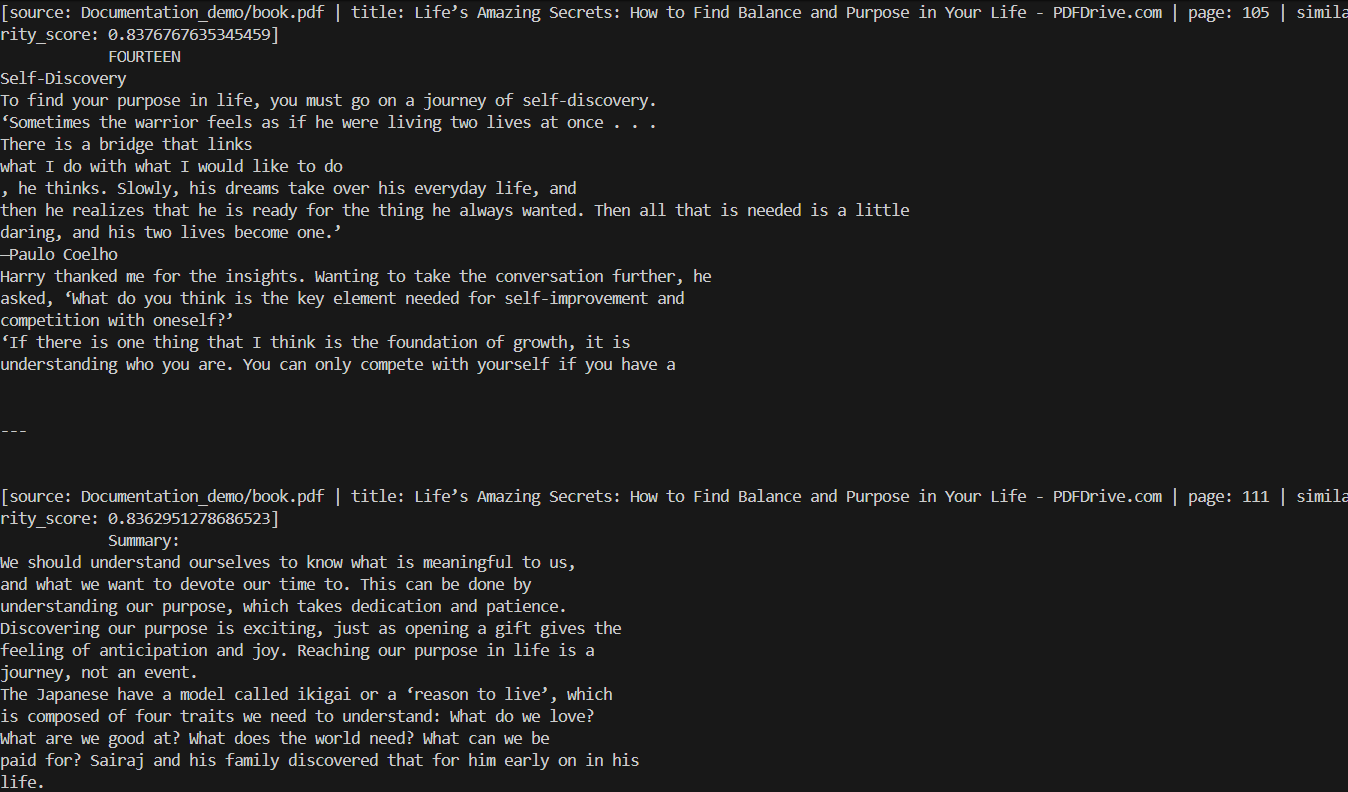 [source: Documentation_demo/book.pdf | title: Life’s Amazing Secrets: How to Find Balance and Purpose in Your Life - PDFDrive.com | page: 105 | simila
rity_score: 0.8376767635345459]
FOURTEEN
Self-Discovery
To find your purpose in life, you must go on a journey of self-discovery.
‘Sometimes the warrior feels as if he were living two lives at once . . .
There is a bridge that links
what I do with what I would like to do
, he thinks. Slowly, his dreams take over his everyday life, and
then he realizes that he is ready for the thing he always wanted. Then all that is needed is a little
daring, and his two lives become one.’
—Paulo Coelho
Harry thanked me for the insights. Wanting to take the conversation further, he
asked, ‘What do you think is the key element needed for self-improvement and
competition with oneself?’
‘If there is one thing that I think is the foundation of growth, it is
understanding who you are. You can only compete with yourself if you have a
---
[source: Documentation_demo/book.pdf | title: Life’s Amazing Secrets: How to Find Balance and Purpose in Your Life - PDFDrive.com | page: 111 | simila
rity_score: 0.8362951278686523]
Summary:
We should understand ourselves to know what is meaningful to us,
and what we want to devote our time to. This can be done by
understanding our purpose, which takes dedication and patience.
Discovering our purpose is exciting, just as opening a gift gives the
feeling of anticipation and joy. Reaching our purpose in life is a
journey, not an event.
The Japanese have a model called ikigai or a ‘reason to live’, which
is composed of four traits we need to understand: What do we love?
What are we good at? What does the world need? What can we be
paid for? Sairaj and his family discovered that for him early on in his
life.